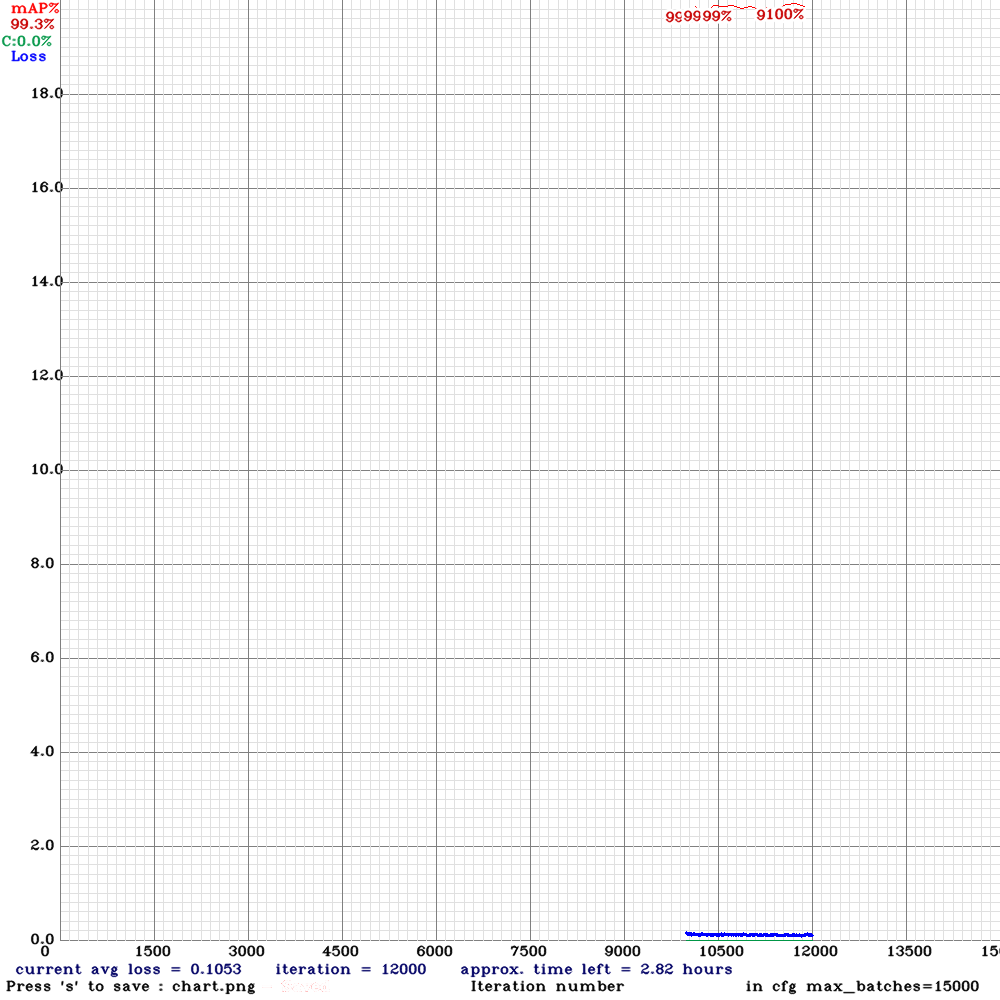 mAP%
99.3%
C:0.0%
Loss
999999%
9100%
18.0
16.0
14.0
12.0
10.0
8.0
6.0
4.0
2.0
0.0
0 1500 3000 4500 6000 7500 9000 10500 12000 13500 150
current avg loss = 0.1053 iteration = 12000 approx. time left = 2.82 hours
Press 's' to save : chart.png Iteration number in cfg max_batches=15000